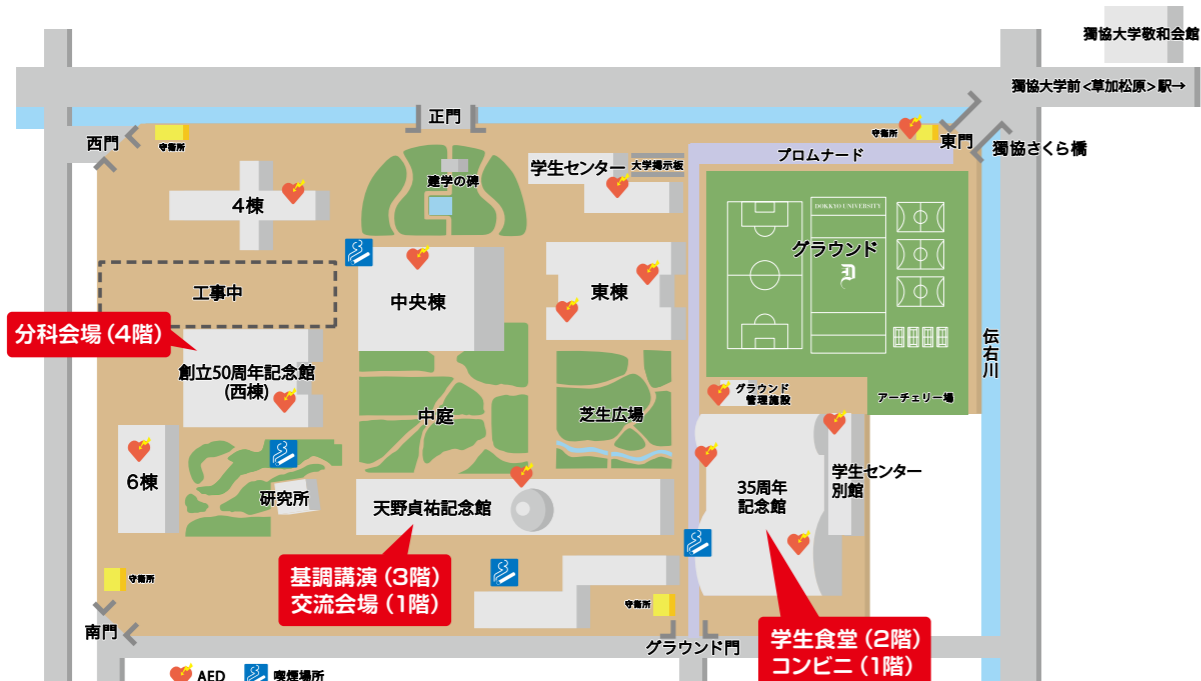 獨協大学敬和会館
獨協大学前<草加松原>駅→
正門
西門
守衛所
守衛所
東門
獨協さくら橋
プロムナード
学生センター
大学掲示板
建学の碑
4棟
DOKKYO UNIVERSITY
グラウンド
D
中央棟
東棟
工事中
分科会場(4階)
創立50周年記念館
(西棟)
伝右川
グラウンド
管理施設
アーチェリー場
中庭
芝生広場
6棟
研究所
天野貞祐記念館
35周年
記念館
学生センター
別館
基調講演(3階)
交流会場(1階)
守衛所
守衛所
南門
グラウンド門
学生食堂(2階)
コンビニ(1階)
AED
喫煙場所